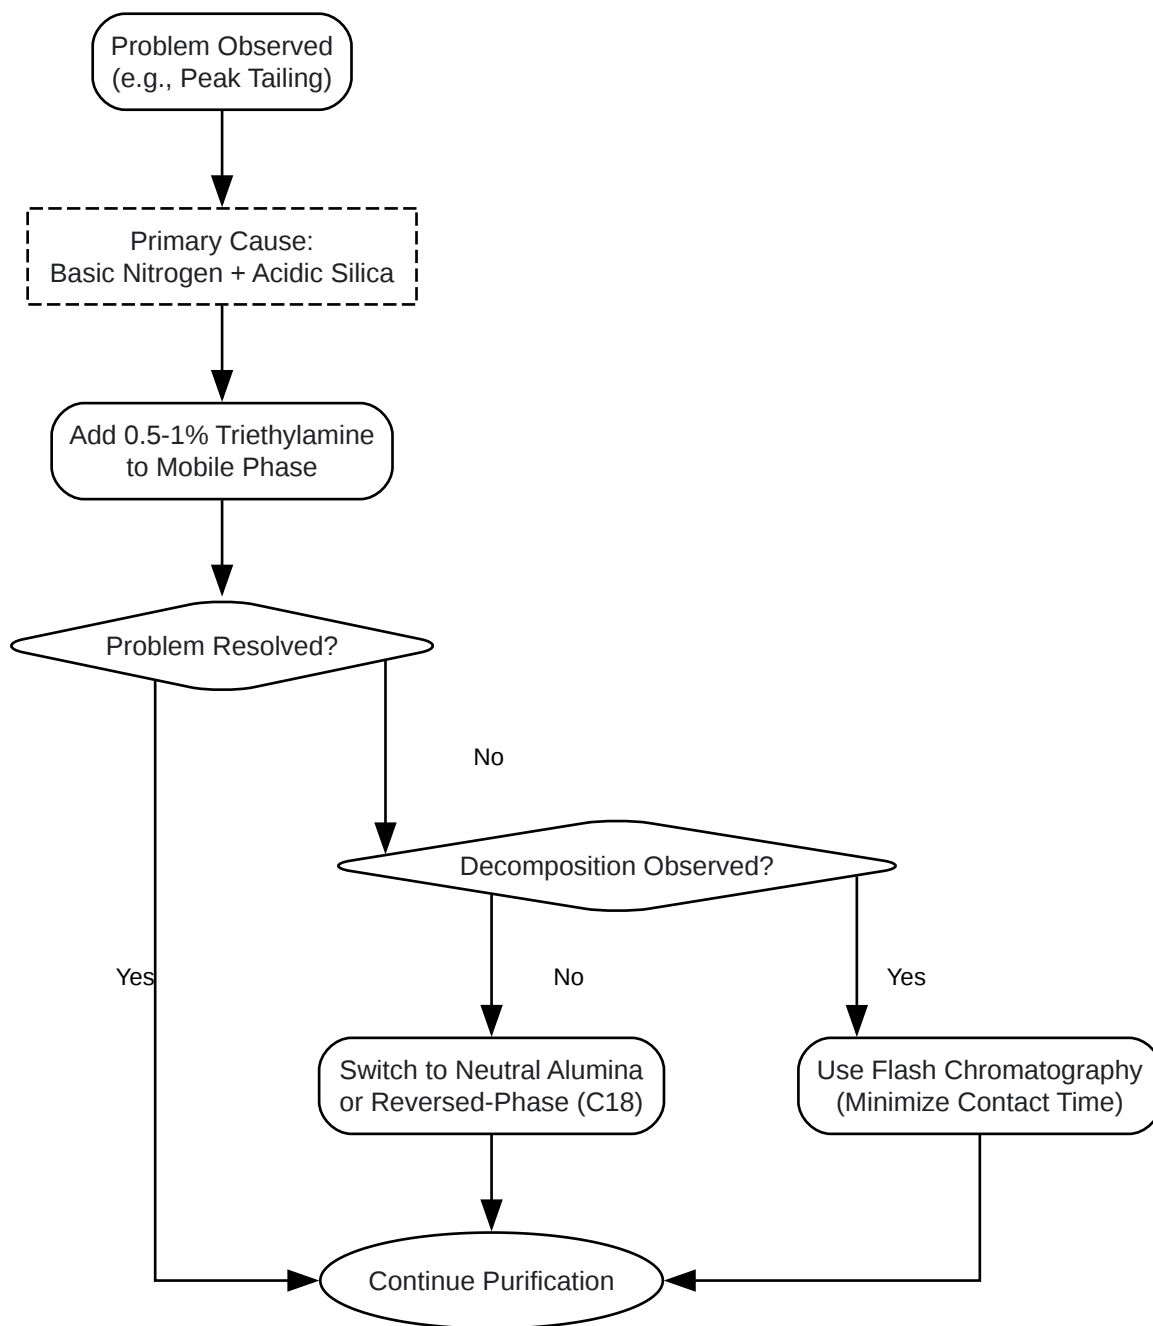 Problem Observed
(e.g., Peak Tailing)
Primary Cause:
Basic Nitrogen + Acidic Silica
Add 0.5-1% Triethylamine
to Mobile Phase
Problem Resolved?
No
Decomposition Observed?
Yes
No
Yes
Switch to Neutral Alumina
or Reversed-Phase (C18)
Use Flash Chromatography
(Minimize Contact Time)
Continue Purification